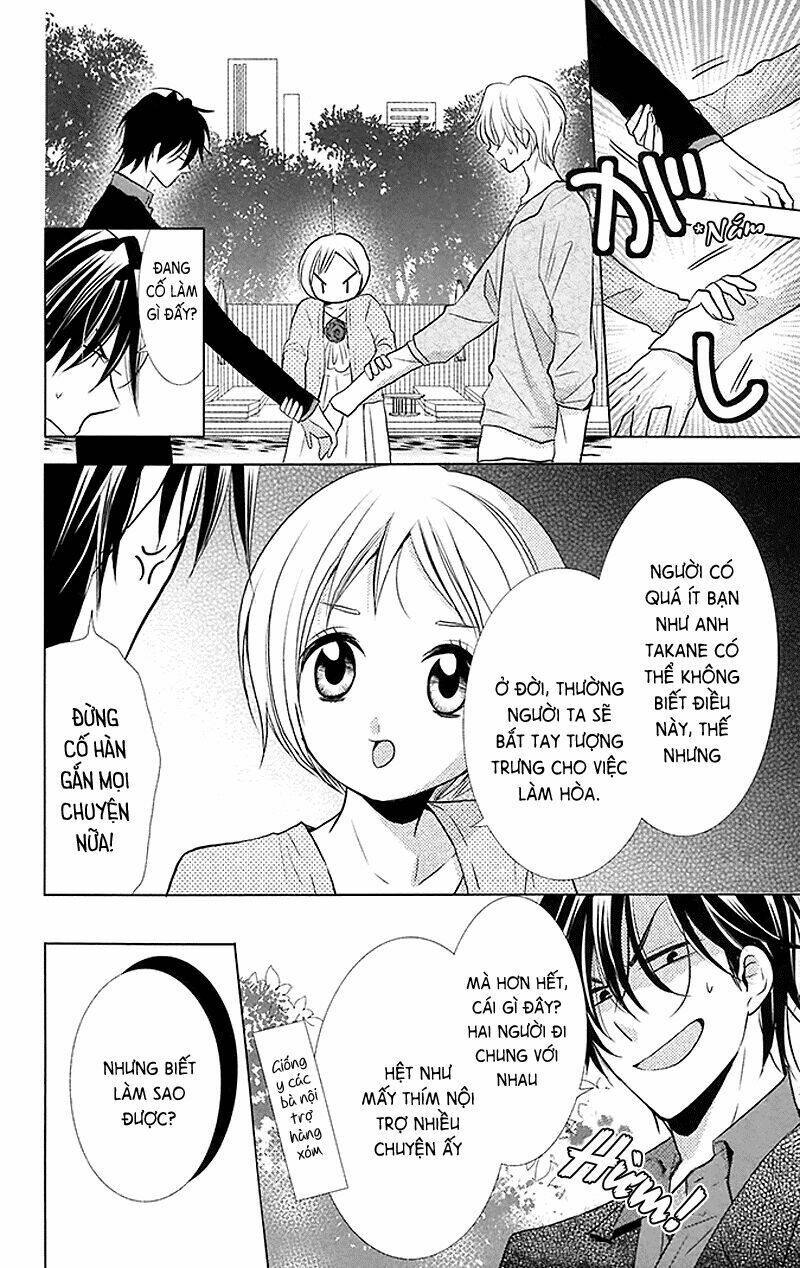 ガ
シ
*Nắm
ĐANG
CỐ LÀM
GÌ ĐẤY?
NGƯỜI CÓ
QUÁ ÍT BẠN
NHƯ ANH
TAKANE CÓ
THỂ KHÔNG
BIẾT ĐIỀU
NÀY, THẾ
NHƯNG
Ở ĐỜI, THƯỜNG
NGƯỜI TA SẼ
BẮT TAY TƯỢNG
TRƯNG CHO VIỆC
LÀM HÒA.
ĐỪNG
CỐ HÀN
GẮN MỌI
CHUYỆN
NỮA!
MÀ HƠN HẾT,
CÁI GÌ ĐÂY?
HAI NGƯỜI ĐI
CHUNG VỚI
NHAU
HỆT NHƯ
MẤY THÍM NỘI
TRỢ NHIỀU
CHUYỆN ẤY
Hừm!
Giống
y các
bà nội
trợ
hàng
xóm
NHƯNG BIẾT
LÀM SAO
ĐƯỢC?